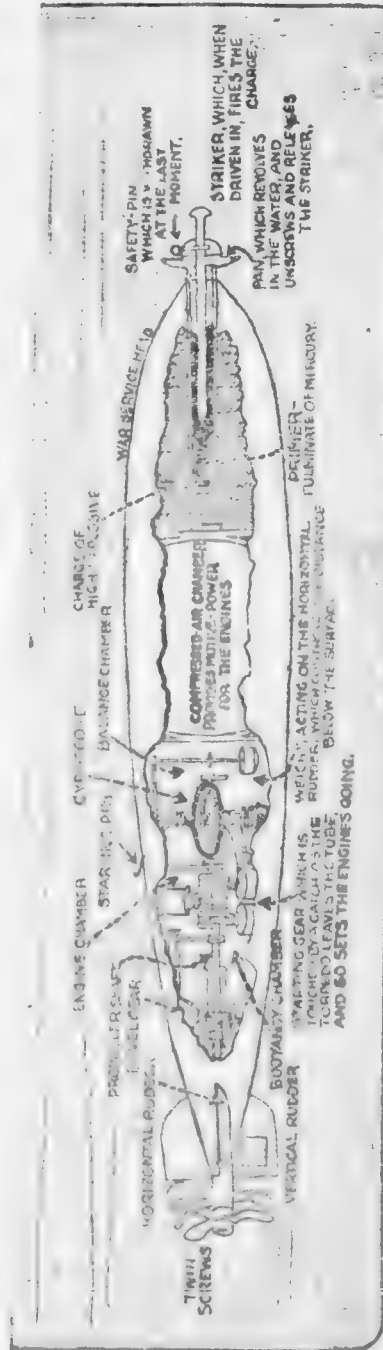 SAFETY-PIN
WHICH IS
AT THE LAST
MOMENT.
STRIKER, WHICH, WHEN
DRIVEN IN, FIRES THE
CHARGE.
FAN, WHICH REVOLVES
IN THE WATER, AND
UNSCREWS AND RELEASES
THE STRIKER.
WAR SERVICE HEAD
CHARGE OF
HIGH EXPLOSIVE
PRIMER-
FULMINATE OF MERCURY.
COMPRESSED-AIR CHAMBER
PROVIDES MOTIVE-POWER
FOR THE ENGINES
BALANCE CHAMBER
WEIGHT, ACTING ON THE HORIZONTAL
RUDDER, WHICH DISTANCE
BELOW THE SURFACE.
PIN
ENGINE CHAMBER
STARTING GEAR WHICH IS
TOUCHED BY A CATCH AS THE
TORPEDO LEAVES THE TUBE,
AND SO SETS THE ENGINES GOING.
BUOYANCY CHAMBER
HORIZONTAL RUDDER
VERTICAL RUDDER
TWIN
SCREWS